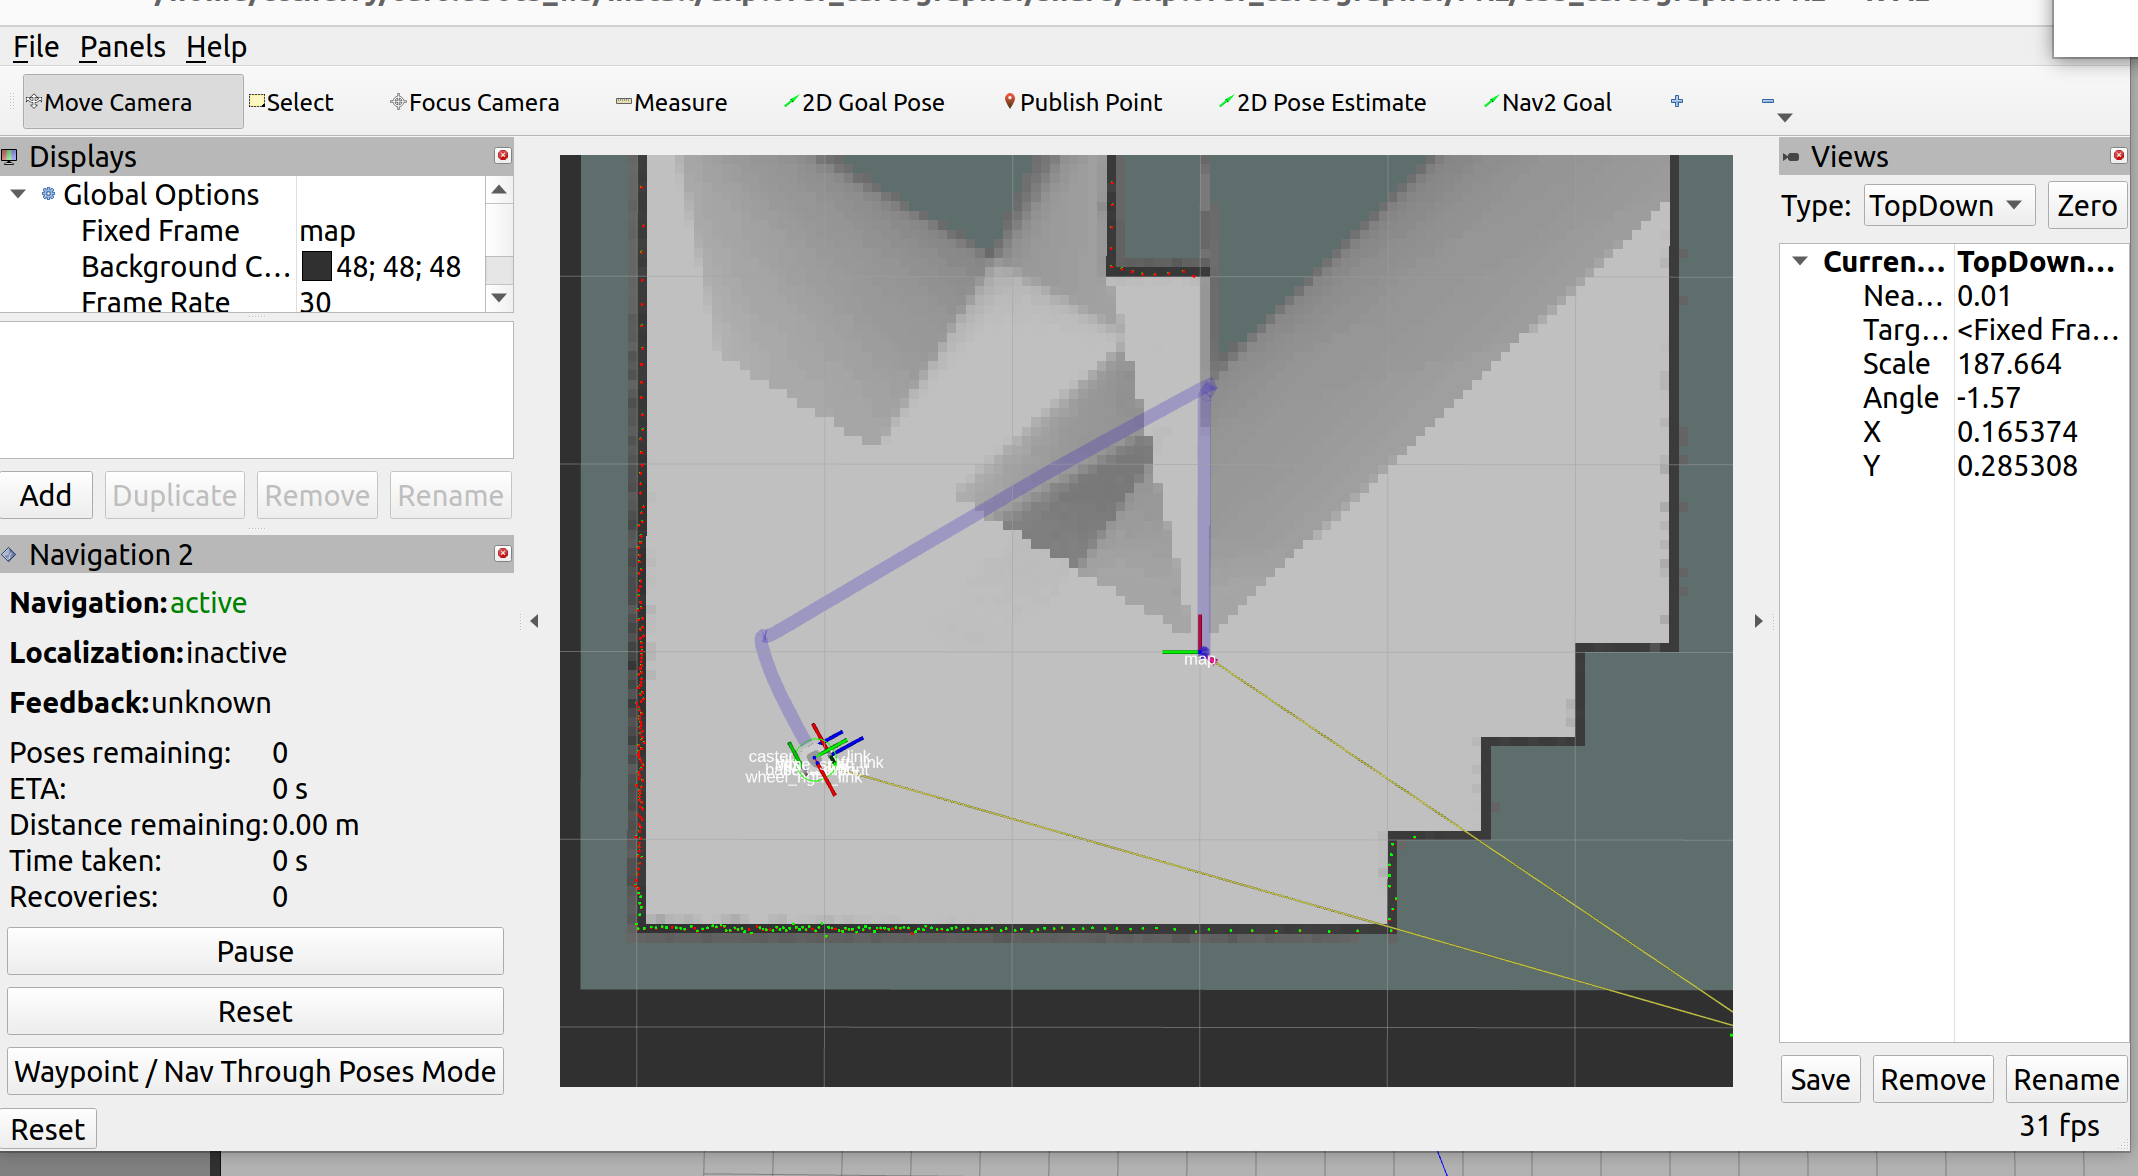 File Panels Help
Move Camera Select Focus Camera Measure 2D Goal Pose Publish Point 2D Pose Estimate Nav2 Goal
Displays
Global Options
Fixed Frame map
Background C... 48; 48; 48
Frame Rate 30
Add Duplicate Remove Rename
Navigation 2
Navigation: active
Localization: inactive
Feedback: unknown
Poses remaining: 0
ETA: 0 s
Distance remaining: 0.00 m
Time taken: 0 s
Recoveries: 0
Pause
Reset
Waypoint / Nav Through Poses Mode
Reset
map
Views
Type: TopDown Zero
Curren... TopDown...
Nea... 0.01
Targ... <Fixed Fra...
Scale 187.664
Angle -1.57
X 0.165374
Y 0.285308
Save Remove Rename
31 fps